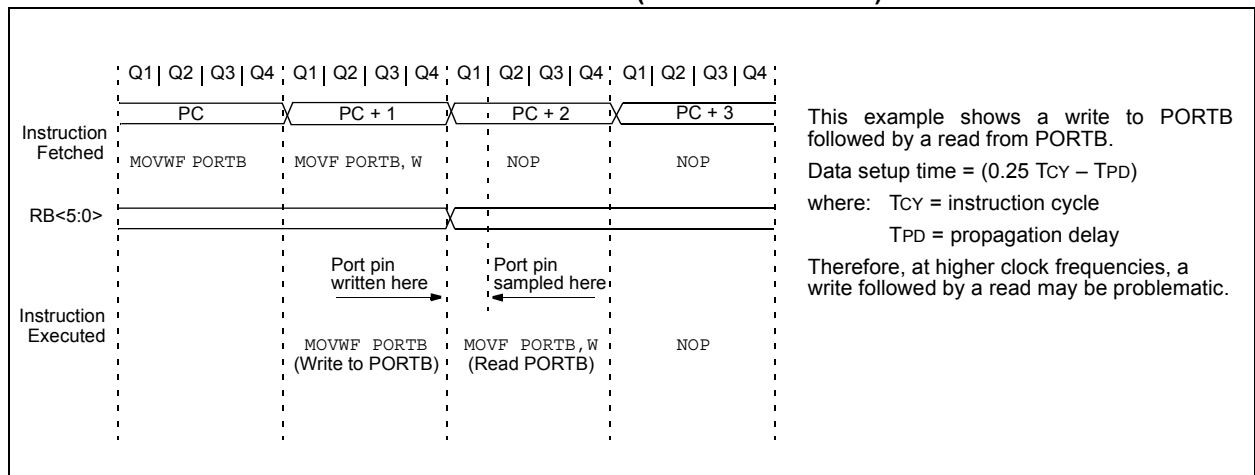 Q1 | Q2 | Q3 | Q4 Q1 | Q2 | Q3 | Q4 Q1 | Q2 | Q3 | Q4 Q1 | Q2 | Q3 | Q4
PC PC + 1 PC + 2 PC + 3
Instruction
Fetched
MOVWF PORTB MOVF PORTB, W NOP NOP
RB<5:0>
Port pin
written here
Port pin
sampled here
Instruction
Executed
MOVWF PORTB
(Write to PORTB)
MOVF PORTB,W
(Read PORTB)
NOP
This example shows a write to PORTB
followed by a read from PORTB.
Data setup time = (0.25 TCY – TPD)
where: TCY = instruction cycle
TPD = propagation delay
Therefore, at higher clock frequencies, a
write followed by a read may be problematic.